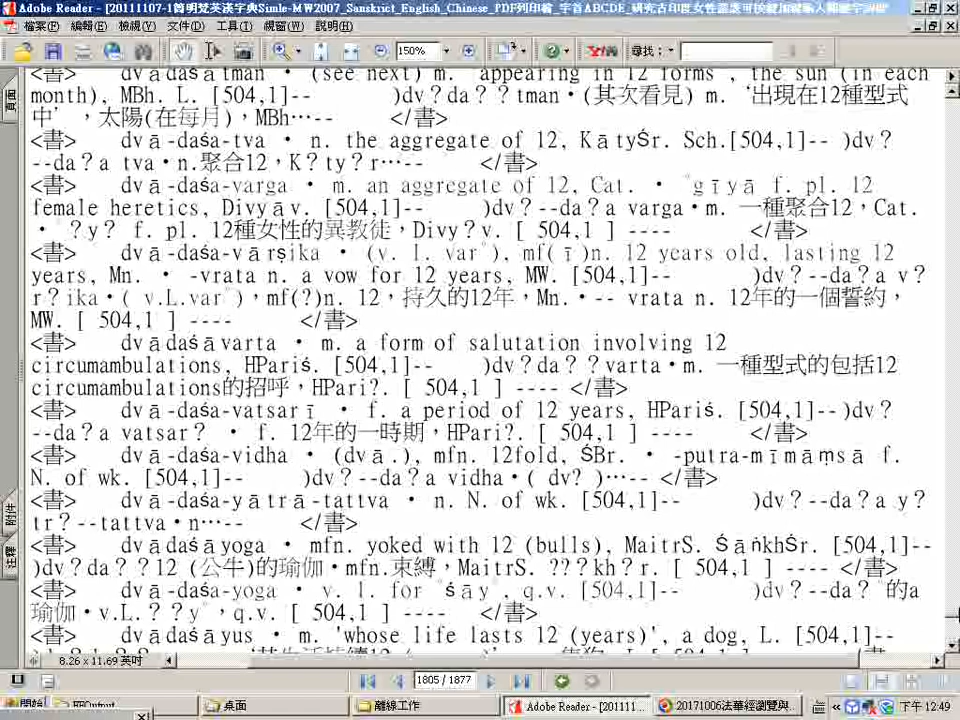 Adobe Reader - [20111107-1簡明梵英漢字典Simle-MW2007_Sanskrit_English_Chinese_PDF列印檔_字首ABCDE_研究古印度
檔案(F) 編輯(E) 檢視(V) 文件(D) 工具(T) 視窗(W) 說明(H)
150% 尋找:
<書> dvādaśātman • (see next) m. 'appearing in 12 forms', the sun (in each
month), MBh. L. [504,1]-- )dv?da??tman•(其次看見) m.‘出現在12種型式
中’,太陽(在每月),MBh…-- </書>
<書> dvā-daśa-tva • n. the aggregate of 12, KātyŚr. Sch.[504,1]-- )dv?
--da?a tva•n.聚合12,K?ty?r…-- </書>
<書> dvā-daśa-varga • m. an aggregate of 12, Cat. • °gīyā f. pl. 12
female heretics, Divyāv. [504,1]-- )dv?--da?a varga•m. 一種聚合12,Cat.
• ?y? f. pl. 12種女性的異教徒,Divy?v. [ 504,1 ] ---- </書>
<書> dvā-daśa-vārṣika • (v. l. var°), mf(ī)n. 12 years old, lasting 12
years, Mn. • -vrata n. a vow for 12 years, MW. [504,1]-- )dv?--da?a v?
r?ika•( v.L.var°),mf(?)n. 12,持久的12年,Mn.•-- vrata n. 12年的一個誓約,
MW. [ 504,1 ] ---- </書>
<書> dvādaśāvarta • m. a form of salutation involving 12
circumambulations, HPariś. [504,1]-- )dv?da??varta•m. 一種型式的包括12
circumambulations的招呼,HPari?. [ 504,1 ] ---- </書>
<書> dvā-daśa-vatsarī • f. a period of 12 years, HPariś. [504,1]--)dv?
--da?a vatsar? • f. 12年的一時期,HPari?. [ 504,1 ] ---- </書>
<書> dvā-daśa-vidha • (dvā.), mfn. 12fold, ŚBr. • -putra-mīmāṃsā f.
N. of wk. [504,1]-- )dv?--da?a vidha•( dv? )…-- </書>
<書> dvā-daśa-yātrā-tattva • n. N. of wk. [504,1]-- )dv?--da?a y?
tr?--tattva•n…-- </書>
<書> dvādaśāyoga • mfn. yoked with 12 (bulls), MaitrS. ŚāṅkhŚr. [504,1]--
)dv?da??12 (公牛)的瑜伽•mfn.束縛,MaitrS. ???kh?r. [ 504,1 ] ---- </書>
<書> dvā-daśa-yoga • v. l. for °śāy°, q.v. [504,1]-- )dv?--da?a 的a
瑜伽•v.L.??y°,q.v. [ 504,1 ] ---- </書>
<書> dvādaśāyus • m. 'whose life lasts 12 (years)', a dog, L. [504,1]--
頁面
附件
註釋
8.26 x 11.69 英吋
1805 / 1877
開始 桌面 離線工作 Adobe Reader - [201111... 20171006法華經瀏覽與... 下午 12:49